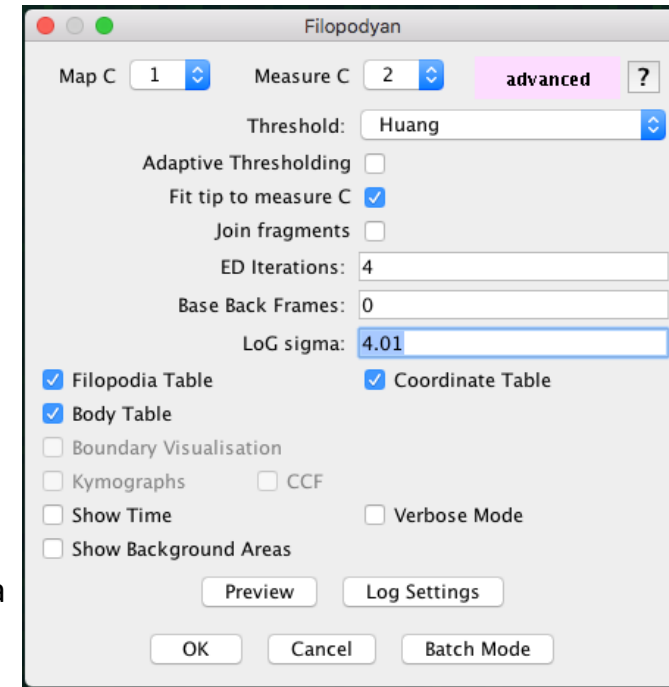 Filopodyan
Map C 1 Measure C 2 advanced ?
Threshold: Huang
Adaptive Thresholding
Fit tip to measure C
Join fragments
ED Iterations: 4
Base Back Frames: 0
LoG sigma: 4.01
Filopodia Table Coordinate Table
Body Table
Boundary Visualisation
Kymographs CCF
Show Time Verbose Mode
Show Background Areas
a
Preview Log Settings
OK Cancel Batch Mode